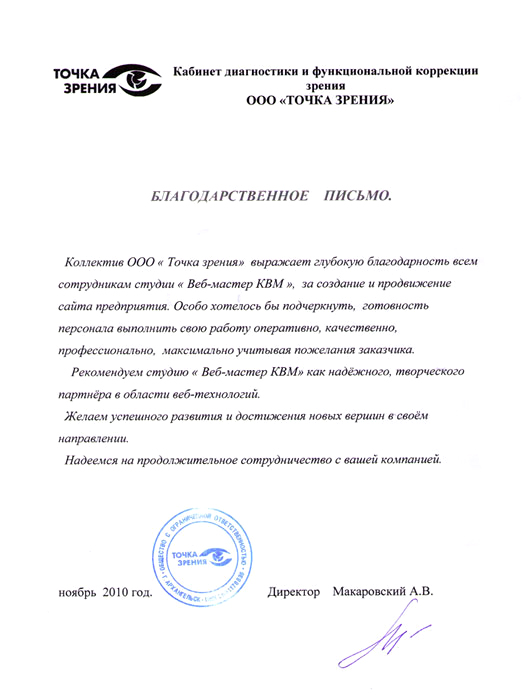 ТОЧКА
ЗРЕНИЯ
Кабинет диагностики и функциональной коррекции
зрения
ООО «ТОЧКА ЗРЕНИЯ»
БЛАГОДАРСТВЕННОЕ ПИСЬМО.
Коллектив ООО « Точка зрения» выражает глубокую благодарность всем
сотрудникам студии « Веб-мастер КВМ », за создание и продвижение
сайта предприятия. Особо хотелось бы подчеркнуть, готовность
персонала выполнить свою работу оперативно, качественно,
профессионально, максимально учитывая пожелания заказчика.
Рекомендуем студию « Веб-мастер КВМ» как надёжного, творческого
партнёра в области веб-технологий.
Желаем успешного развития и достижения новых вершин в своём
направлении.
Надеемся на продолжительное сотрудничество с вашей компанией.
ОБЩЕСТВО С ОГРАНИЧЕННОЙ ОТВЕТСТВЕННОСТЬЮ
ТОЧКА
ЗРЕНИЯ
Г. АРХАНГЕЛЬСК
ноябрь 2010 год.
Директор Макаровский А.В.